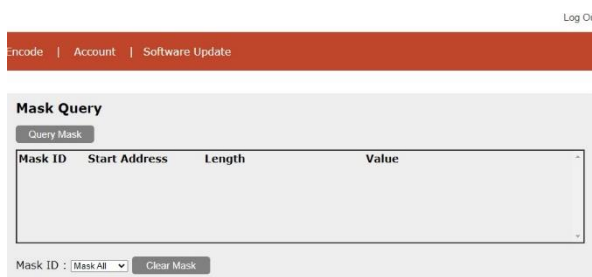 Log
Encode | Account | Software Update
Mask Query
Query Mask
Mask ID Start Address Length Value
Mask ID : Mask All Clear Mask